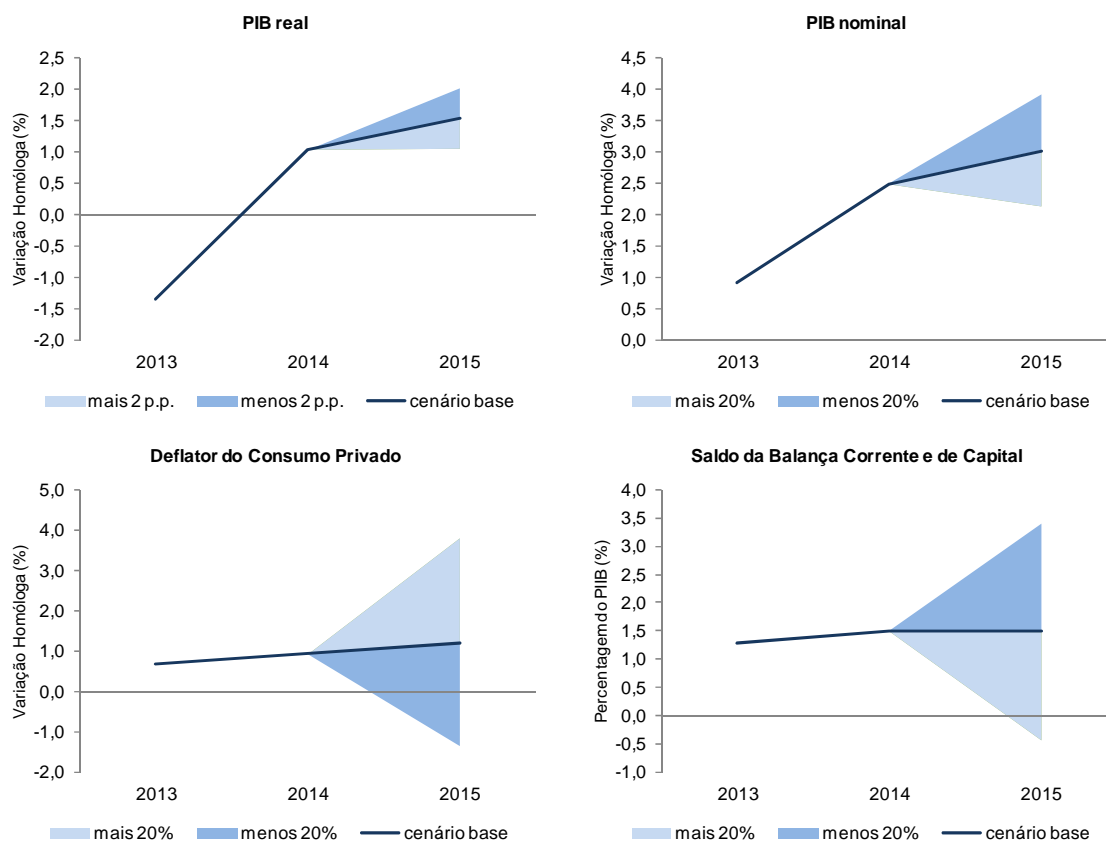 PIB real
Variação Homóloga (%)
2,5
2,0
1,5
1,0
0,5
0,0
-0,5
-1,0
-1,5
-2,0
2013 2014 2015
mais 2 p.p. menos 2 p.p. cenário base
PIB nominal
Variação Homóloga (%)
4,5
4,0
3,5
3,0
2,5
2,0
1,5
1,0
0,5
0,0
2013 2014 2015
mais 20% menos 20% cenário base
Deflator do Consumo Privado
Variação Homóloga (%)
5,0
4,0
3,0
2,0
1,0
0,0
-1,0
-2,0
2013 2014 2015
mais 20% menos 20% cenário base
Saldo da Balança Corrente e de Capital
Percentagem do PIIB (%)
4,0
3,5
3,0
2,5
2,0
1,5
1,0
0,5
0,0
-0,5
-1,0
2013 2014 2015
mais 20% menos 20% cenário base